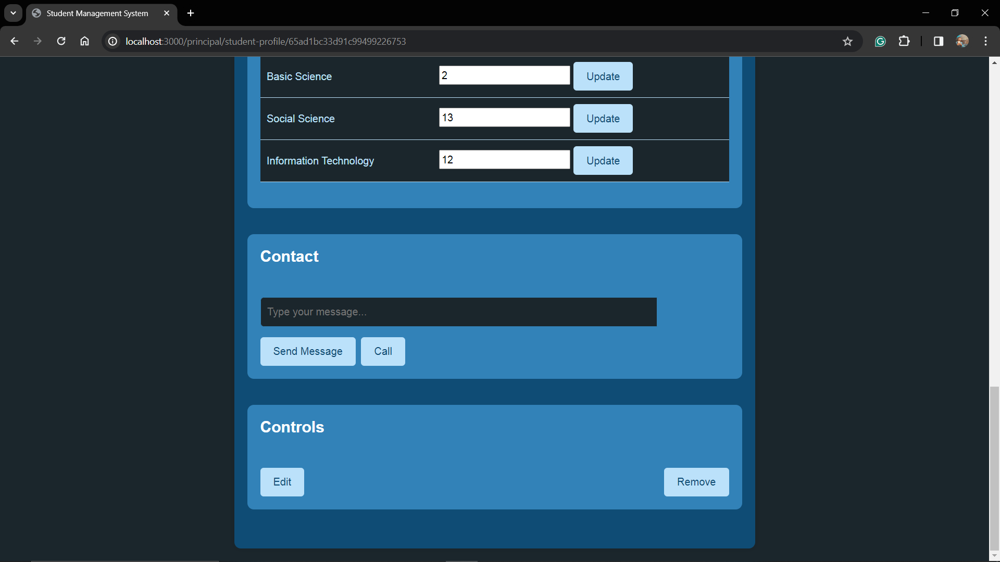 Student Management System
localhost:3000/principal/student-profile/65ad1bc33d91c99499226753
Basic Science 2 Update
Social Science 13 Update
Information Technology 12 Update
Contact
Type your message...
Send Message Call
Controls
Edit Remove